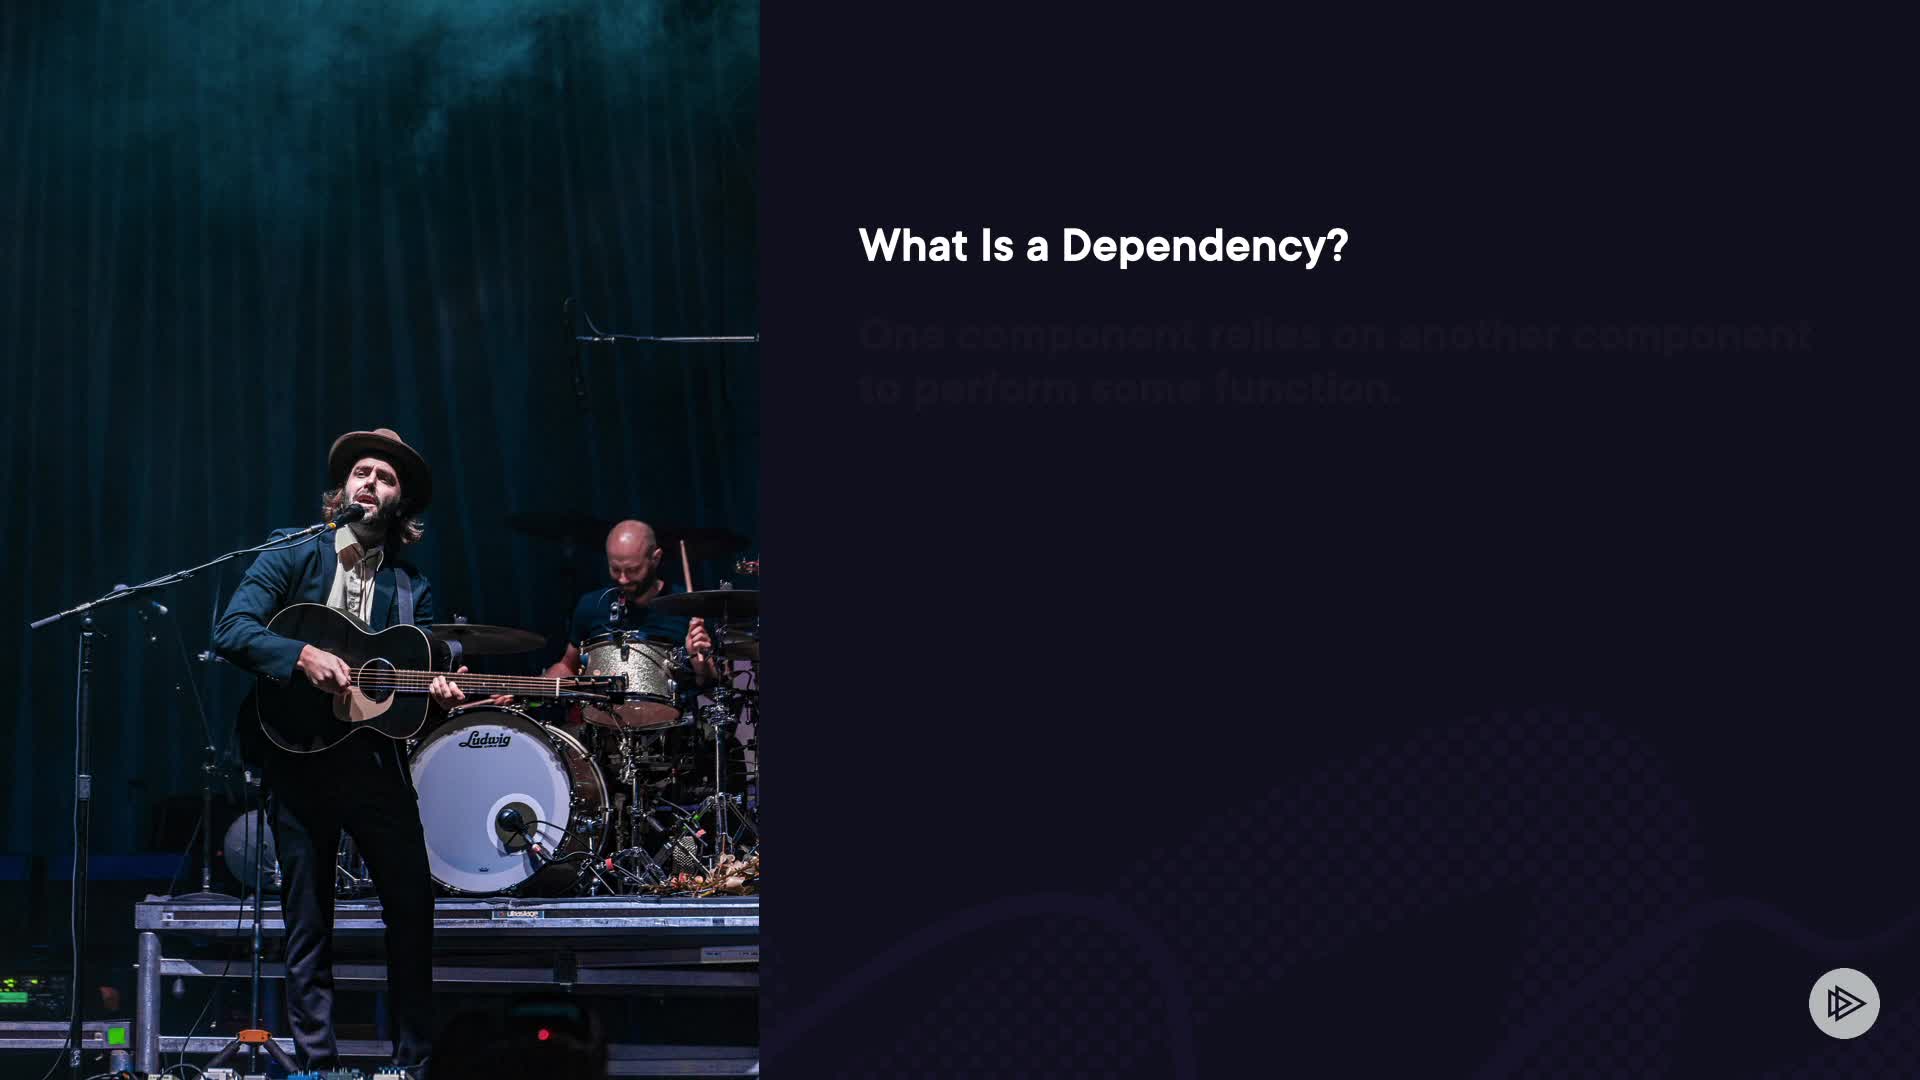 What Is a Dependency?
One component relies on another component
to perform some function.
Ludwig